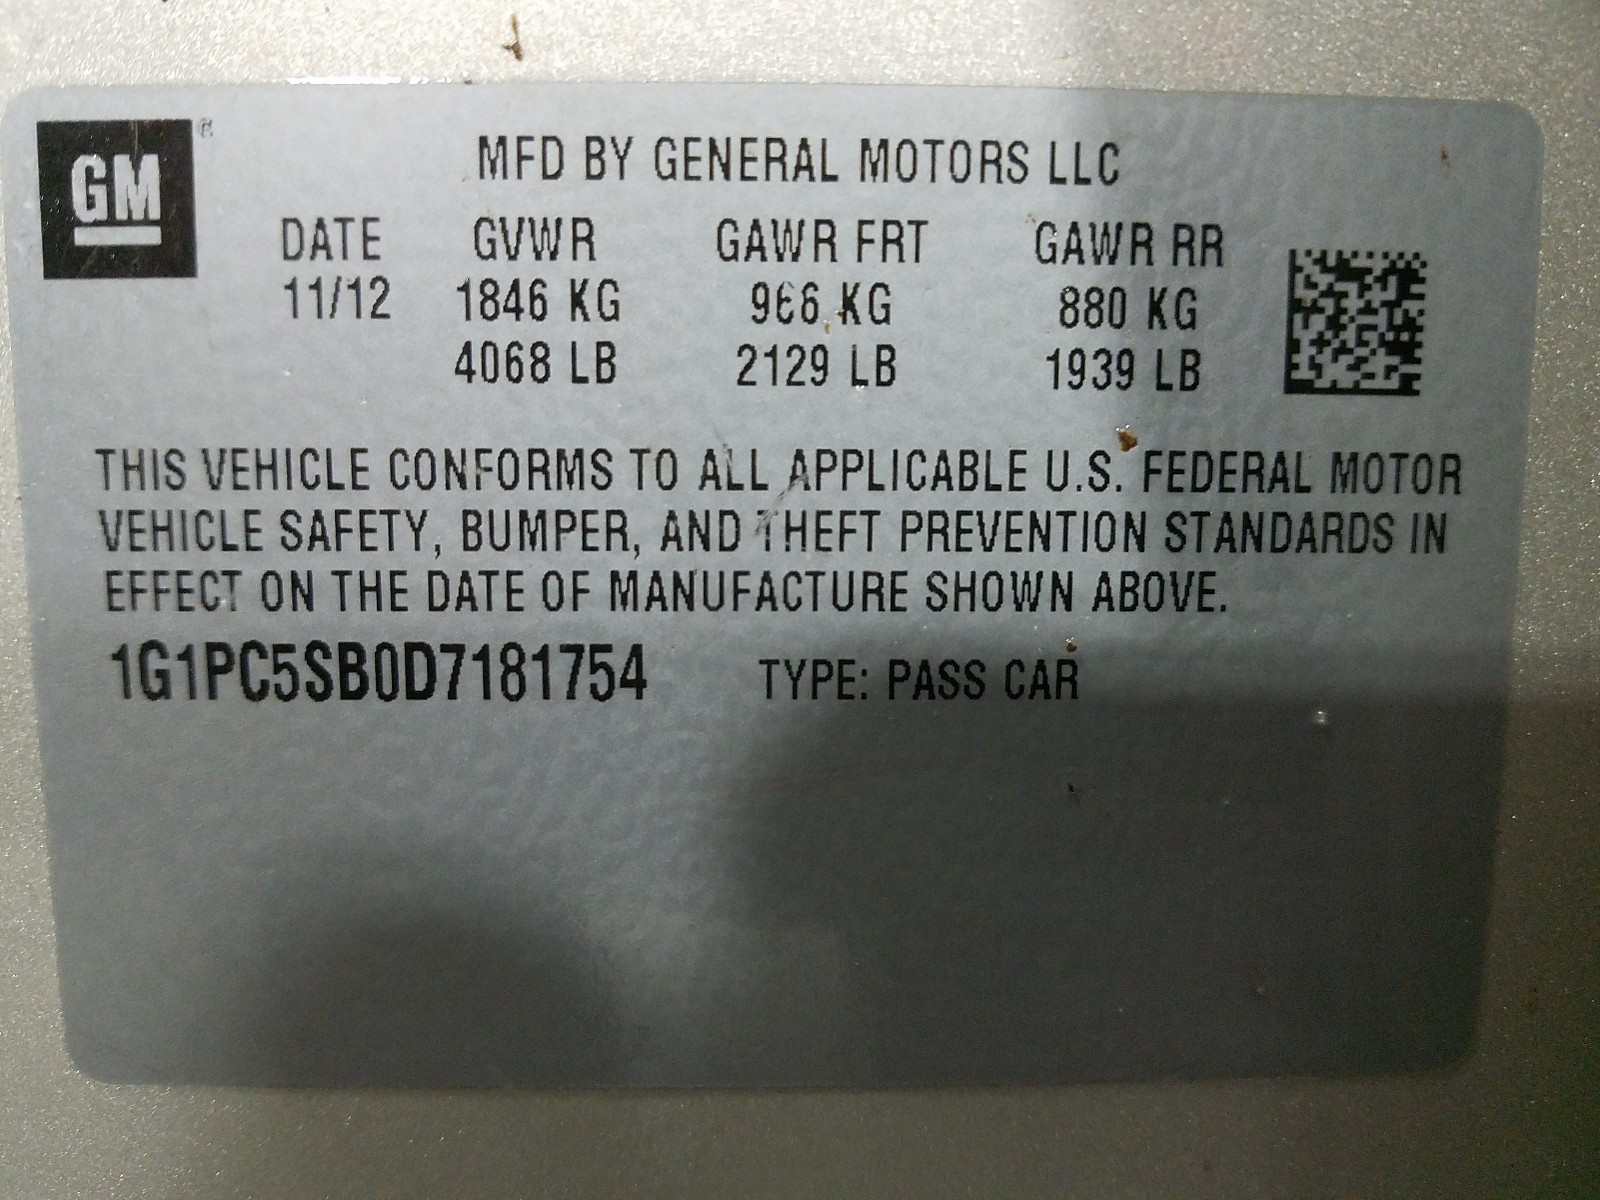 GM®
MFD BY GENERAL MOTORS LLC
DATE GVWR GAWR FRT GAWR RR
11/12 1846 KG 966 KG 880 KG
4068 LB 2129 LB 1939 LB
THIS VEHICLE CONFORMS TO ALL APPLICABLE U.S. FEDERAL MOTOR
VEHICLE SAFETY, BUMPER, AND THEFT PREVENTION STANDARDS IN
EFFECT ON THE DATE OF MANUFACTURE SHOWN ABOVE.
1G1PC5SB0D7181754 TYPE: PASS CAR